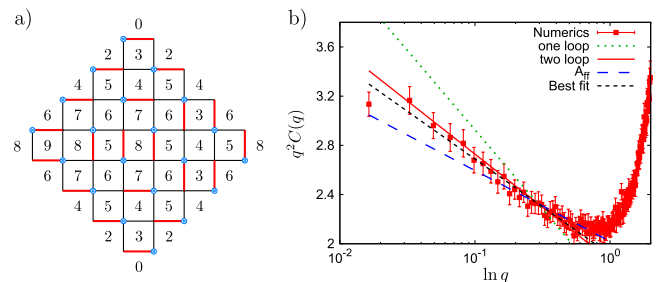 a)
0
2 3 2
4 5 4 5 4
6 7 6 7 6 3 6
8 9 8 5 8 5 4 5 8
6 7 6 7 6 3 6
4 5 4 5 4
2 3 2
0
b)
q²C(q)
3.8
3.2
2.6
2.4
2
Numerics
one loop
two loop
A_ff
Best fit
10⁻² 10⁻¹ 10⁰
ln q